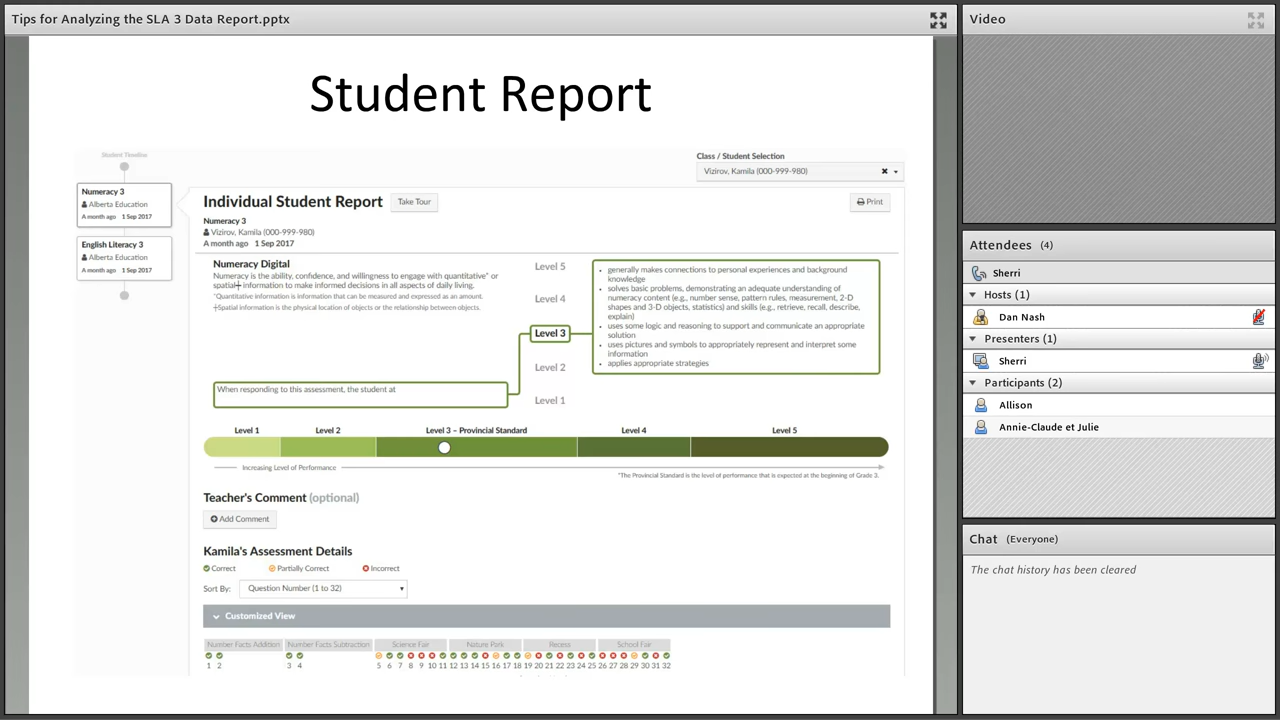 Tips for Analyzing the SLA 3 Data Report.pptx
Student Report
Student Timeline
Numeracy 3
Alberta Education
A month ago 1 Sep 2017
English Literacy 3
Alberta Education
A month ago 1 Sep 2017
Class / Student Selection
Vizirov, Kamila (000-999-980)
Individual Student Report
Take Tour
Print
Numeracy 3
Vizirov, Kamila (000-999-980)
A month ago 1 Sep 2017
Numeracy Digital
Numeracy is the ability, confidence, and willingness to engage with quantitative* or
spatial┼ information to make informed decisions in all aspects of daily living.
*Quantitative information is information that can be measured and expressed as an amount.
┼Spatial information is the physical location of objects or the relationship between objects.
When responding to this assessment, the student at
Level 5
Level 4
Level 3
Level 2
Level 1
• generally makes connections to personal experiences and background
knowledge
• solves basic problems, demonstrating an adequate understanding of
numeracy content (e.g., number sense, pattern rules, measurement, 2-D
shapes and 3-D objects, statistics) and skills (e.g., retrieve, recall, describe,
explain)
• uses some logic and reasoning to support and communicate an appropriate
solution
• uses pictures and symbols to appropriately represent and interpret some
information
• applies appropriate strategies
Level 1 Level 2 Level 3 – Provincial Standard Level 4 Level 5
Increasing Level of Performance
*The Provincial Standard is the level of performance that is expected at the beginning of Grade 3.
Teacher's Comment (optional)
Add Comment
Kamila's Assessment Details
Correct Partially Correct Incorrect
Sort By: Question Number (1 to 32)
Customized View
Number Facts Addition Number Facts Subtraction Science Fair Nature Park Recess School Fair
1 2 3 4 5 6 7 8 9 10 11 12 13 14 15 16 17 18 19 20 21 22 23 24 25 26 27 28 29 30 31 32
Video
Attendees (4)
Sherri
Hosts (1)
Dan Nash
Presenters (1)
Sherri
Participants (2)
Allison
Annie-Claude et Julie
Chat (Everyone)
The chat history has been cleared